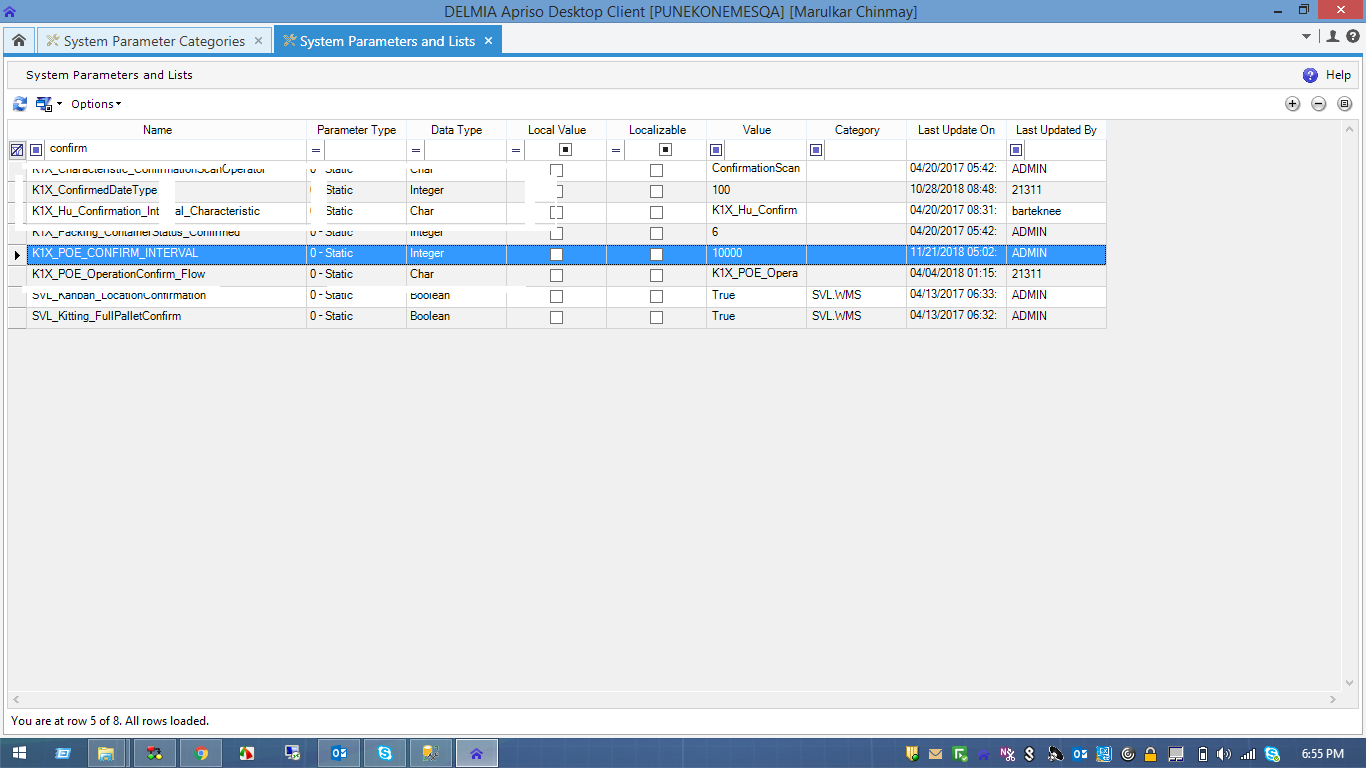 DELMIA Apriso Desktop Client [PUNEKONEMESQA] [Marulkar Chinmay]
System Parameter Categories × System Parameters and Lists ×
System Parameters and Lists Help
Options
Name Parameter Type Data Type Local Value Localizable Value Category Last Update On Last Updated By
confirm = = = =
K1X_Characteristic_ConfirmationScanOperator 0 - Static Char ConfirmationScan 04/20/2017 05:42: ADMIN
K1X_ConfirmedDateType Static Integer 100 10/28/2018 08:48: 21311
K1X_Hu_Confirmation_Int al_Characteristic Static Char K1X_Hu_Confirm 04/20/2017 08:31: barteknee
K1X_Packing_ContainerStatus_Confirmed 0 - Static Integer 6 04/20/2017 05:42: ADMIN
K1X_POE_CONFIRM_INTERVAL 0 - Static Integer 10000 11/21/2018 05:02: ADMIN
K1X_POE_OperationConfirm_Flow 0 - Static Char K1X_POE_Opera 04/04/2018 01:15: 21311
SVL_Kanban_LocationConfirmation 0 - Static Boolean True SVL.WMS 04/13/2017 06:33: ADMIN
SVL_Kitting_FullPalletConfirm 0 - Static Boolean True SVL.WMS 04/13/2017 06:32: ADMIN
You are at row 5 of 8. All rows loaded.
6:55 PM